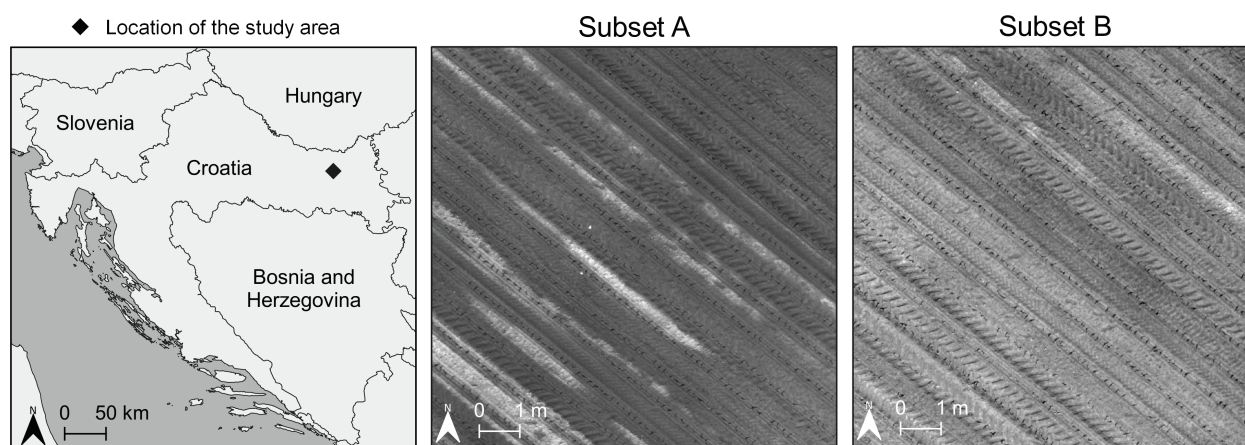 Location of the study area
Subset A
Subset B
Hungary
Slovenia
Croatia
Bosnia and
Herzegovina
N
0 50 km
N
0 1 m
N
0 1 m